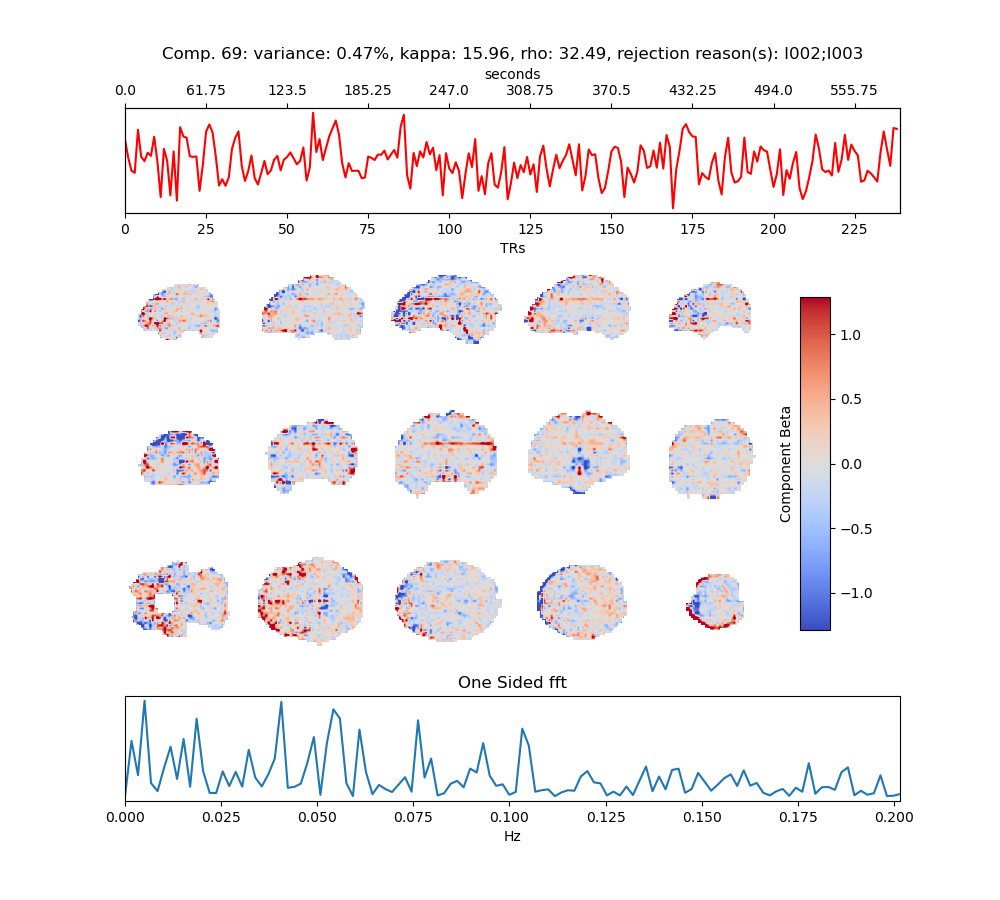 Comp. 69: variance: 0.47%, kappa: 15.96, rho: 32.49, rejection reason(s): I002;I003
seconds
0.0 61.75 123.5 185.25 247.0 308.75 370.5 432.25 494.0 555.75
0 25 50 75 100 125 150 175 200 225
TRs
1.0
0.5
0.0
−0.5
−1.0
Component Beta
One Sided fft
0.000 0.025 0.050 0.075 0.100 0.125 0.150 0.175 0.200
Hz